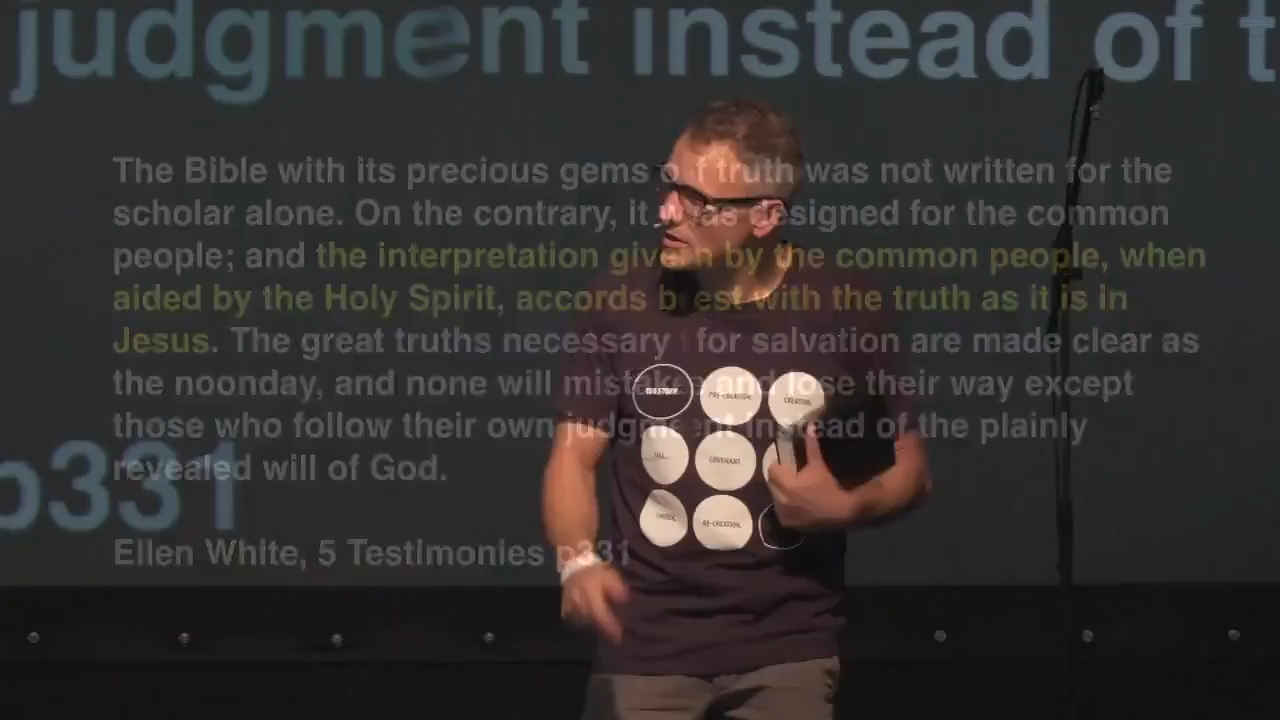 judgment instead of t
The Bible with its precious gems of truth was not written for the
scholar alone. On the contrary, it was designed for the common
people; and the interpretation given by the common people, when
aided by the Holy Spirit, accords best with the truth as it is in
Jesus. The great truths necessary for salvation are made clear as
the noonday, and none will mistake and lose their way except
those who follow their own judgment instead of the plainly
revealed will of God.
p331
Ellen White, 5 Testimonies p331
PRE-CREATION
CREATION
FALL
COVENANT
RE-CREATION